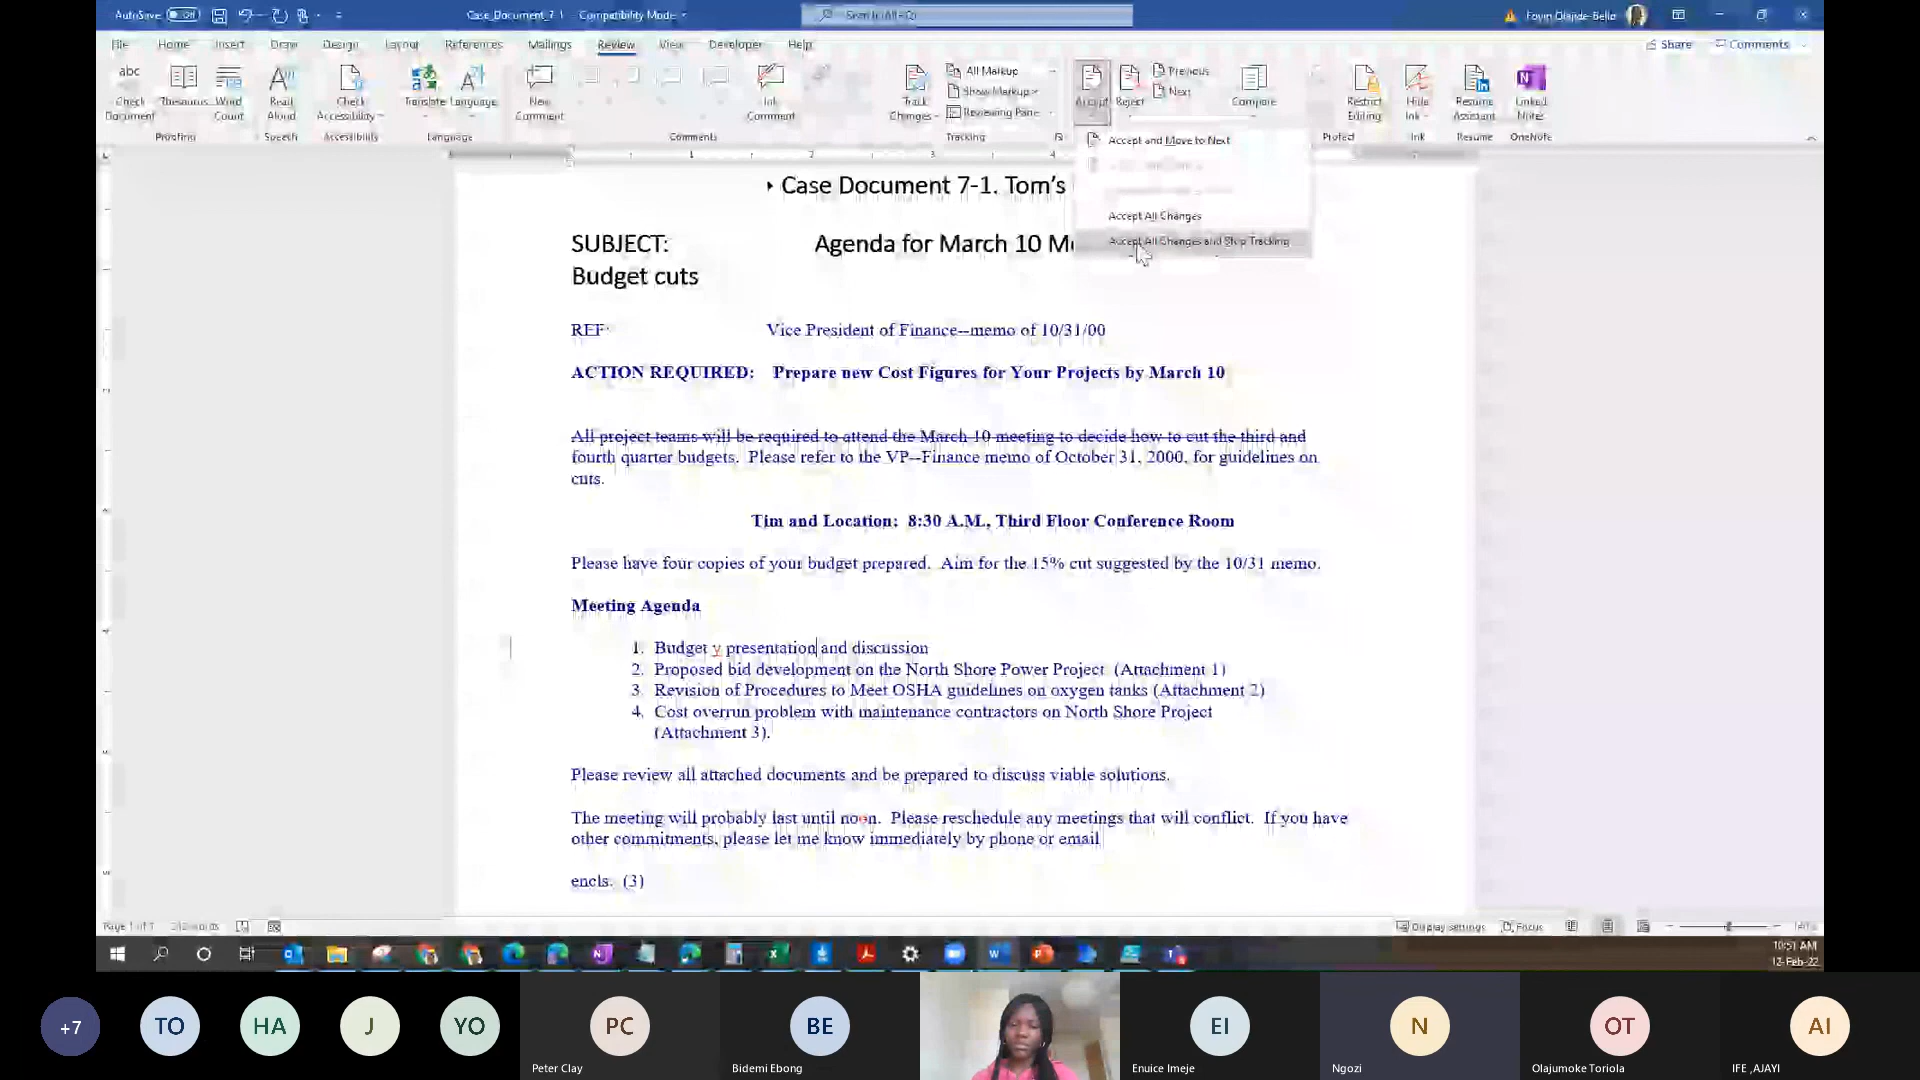 AutoSave Off
Case_Document_7-1 - Compatibility Mode
Search (Alt+Q)
File Home Insert Draw Design Layout References Mailings Review View Developer Help
Share Comments
abc
Check Document
Thesaurus
Word Count
Read Aloud
Check Accessibility
Translate
Language
New Comment
Ink Comment
Track Changes
All Markup
Show Markup
Reviewing Pane
Accept
Reject
Previous
Next
Compare
Restrict Editing
Hide Ink
Resume Assistant
Linked Notes
Proofing Speech Accessibility Language Comments Tracking Protect Ink Resume OneNote
Accept and Move to Next
Accept All Changes
Accept All Changes and Stop Tracking
Case Document 7-1. Tom's
SUBJECT: Agenda for March 10
Budget cuts
REF: Vice President of Finance--memo of 10/31/00
ACTION REQUIRED: Prepare new Cost Figures for Your Projects by March 10
All project teams will be required to attend the March 10 meeting to decide how to cut the third and
fourth quarter budgets. Please refer to the VP--Finance memo of October 31, 2000, for guidelines on
cuts.
Tim and Location: 8:30 A.M., Third Floor Conference Room
Please have four copies of your budget prepared. Aim for the 15% cut suggested by the 10/31 memo.
Meeting Agenda
1. Budget y presentation and discussion
2. Proposed bid development on the North Shore Power Project (Attachment 1)
3. Revision of Procedures to Meet OSHA guidelines on oxygen tanks (Attachment 2)
4. Cost overrun problem with maintenance contractors on North Shore Project
(Attachment 3).
Please review all attached documents and be prepared to discuss viable solutions.
The meeting will probably last until noon. Please reschedule any meetings that will conflict. If you have
other commitments, please let me know immediately by phone or email
encls. (3)
Page 1 of 1
Display Settings Focus
10:51 AM
12-Feb-22
+7 TO HA J YO PC BE EI N OT AI
Peter Clay
Bidemi Ebong
Enuice Imeje
Ngozi
Olajumoke Toriola
IFE ,AJAYI